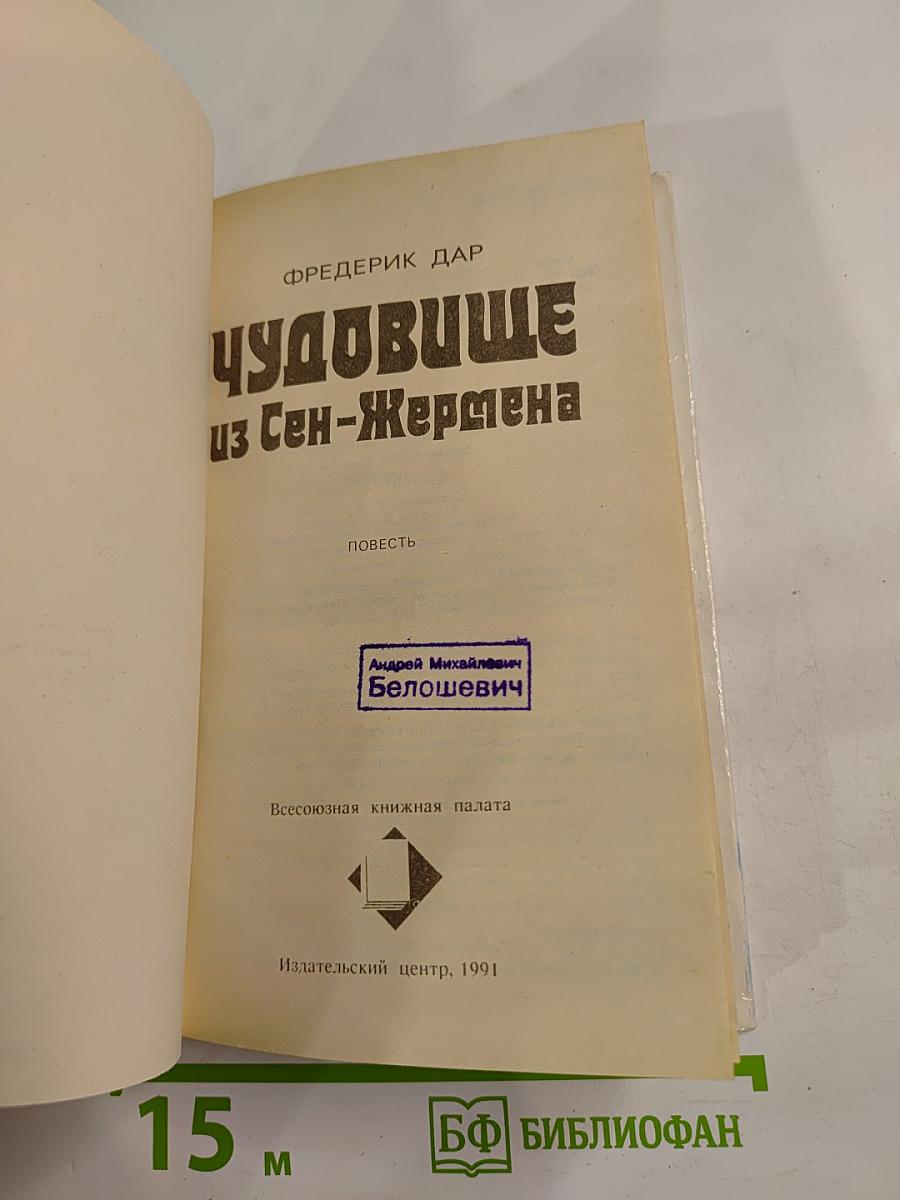 ФРЕДЕРИК ДАР
ЧУДОВИЩЕ
из Сен-Жермена
ПОВЕСТЬ
Андрей Михайлович
Белошевич
Всесоюзная книжная палата
Издательский центр, 1991
15 м
БФ БИБЛИОФАН